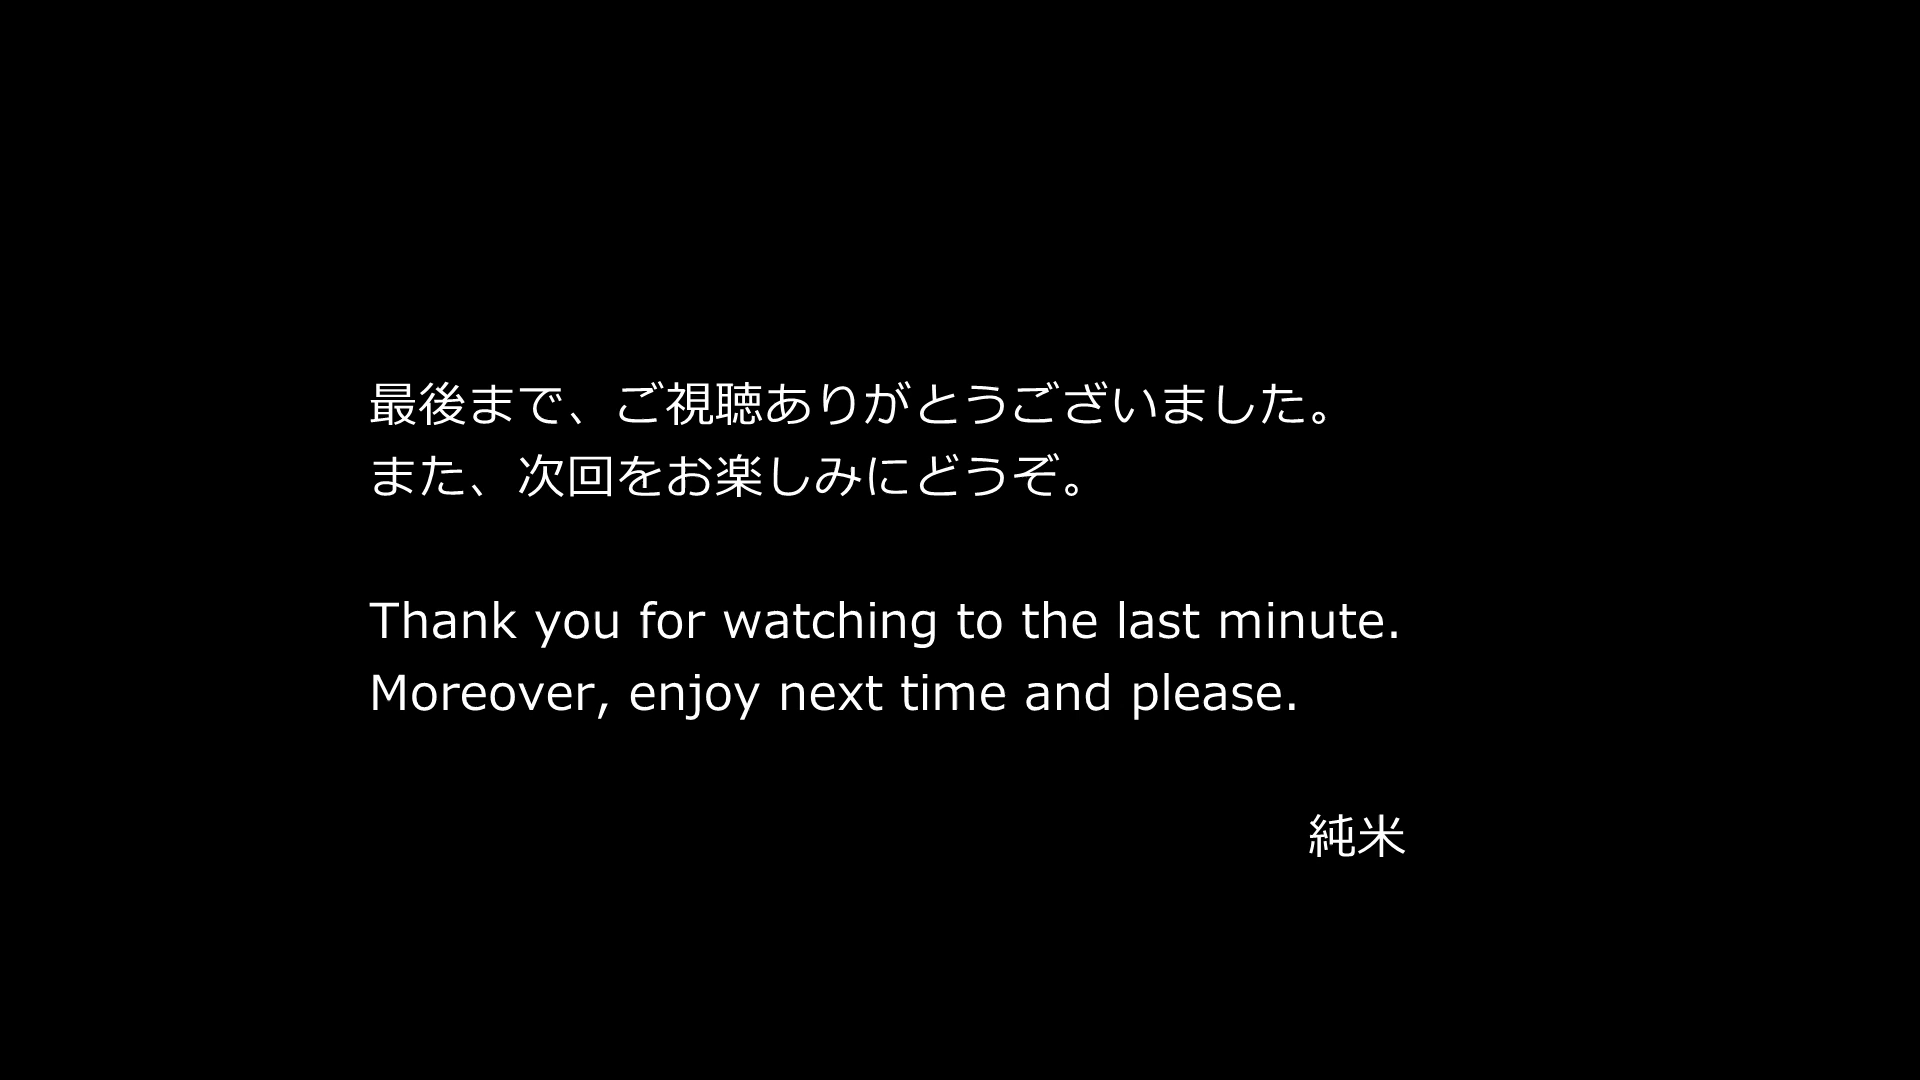 最後まで、ご視聴ありがとうございました。
また、次回をお楽しみにどうぞ。
Thank you for watching to the last minute.
Moreover, enjoy next time and please.
純米